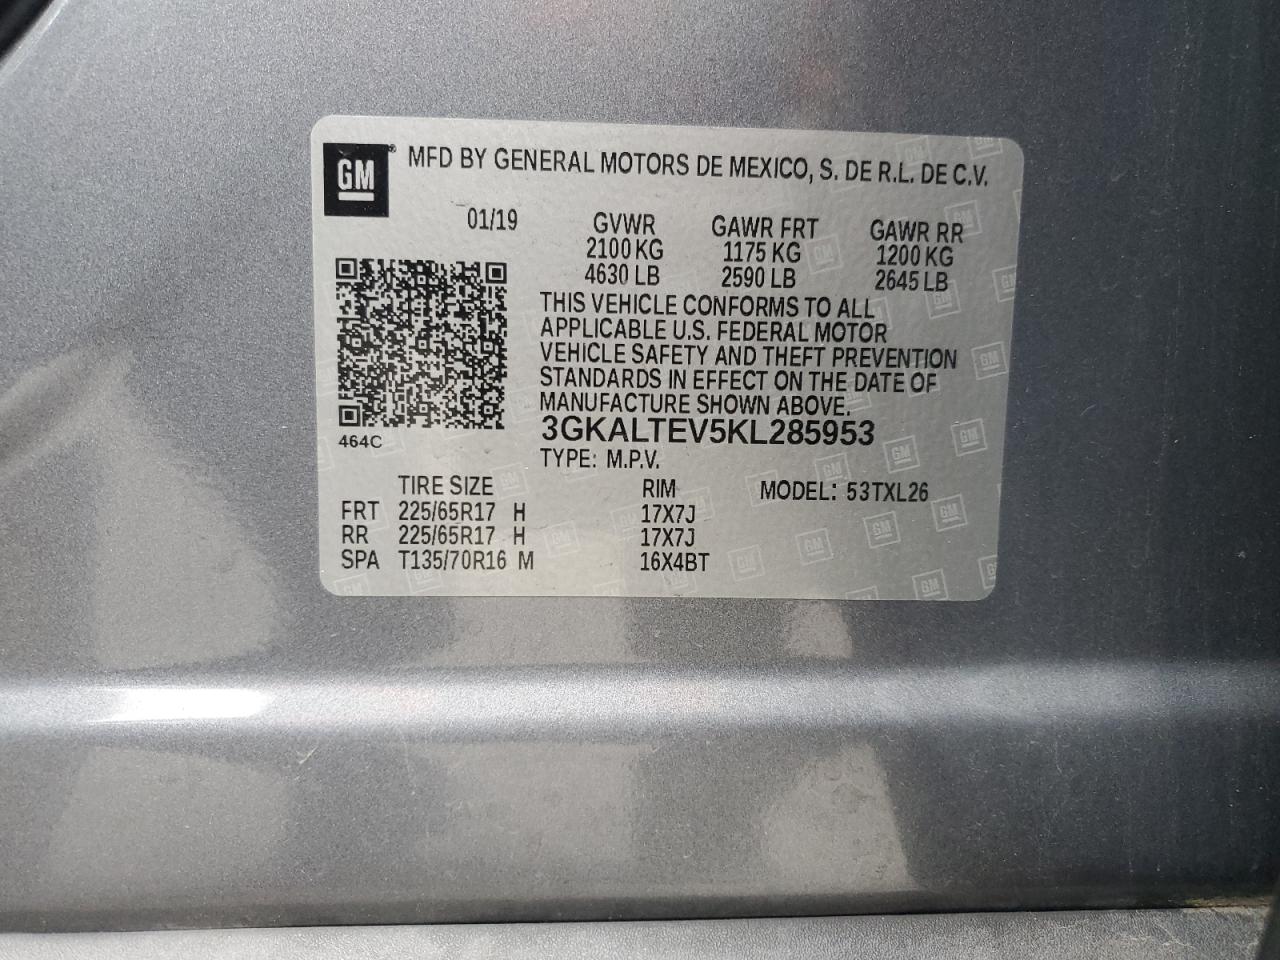 GM® MFD BY GENERAL MOTORS DE MEXICO, S. DE R.L. DE C.V.
01/19 GVWR GAWR FRT GAWR RR
2100 KG 1175 KG 1200 KG
4630 LB 2590 LB 2645 LB
THIS VEHICLE CONFORMS TO ALL
APPLICABLE U.S. FEDERAL MOTOR
VEHICLE SAFETY AND THEFT PREVENTION
STANDARDS IN EFFECT ON THE DATE OF
MANUFACTURE SHOWN ABOVE.
3GKALTEV5KL285953
464C
TYPE: M.P.V.
TIRE SIZE RIM MODEL: 53TXL26
FRT 225/65R17 H 17X7J
RR 225/65R17 H 17X7J
SPA T135/70R16 M 16X4BT